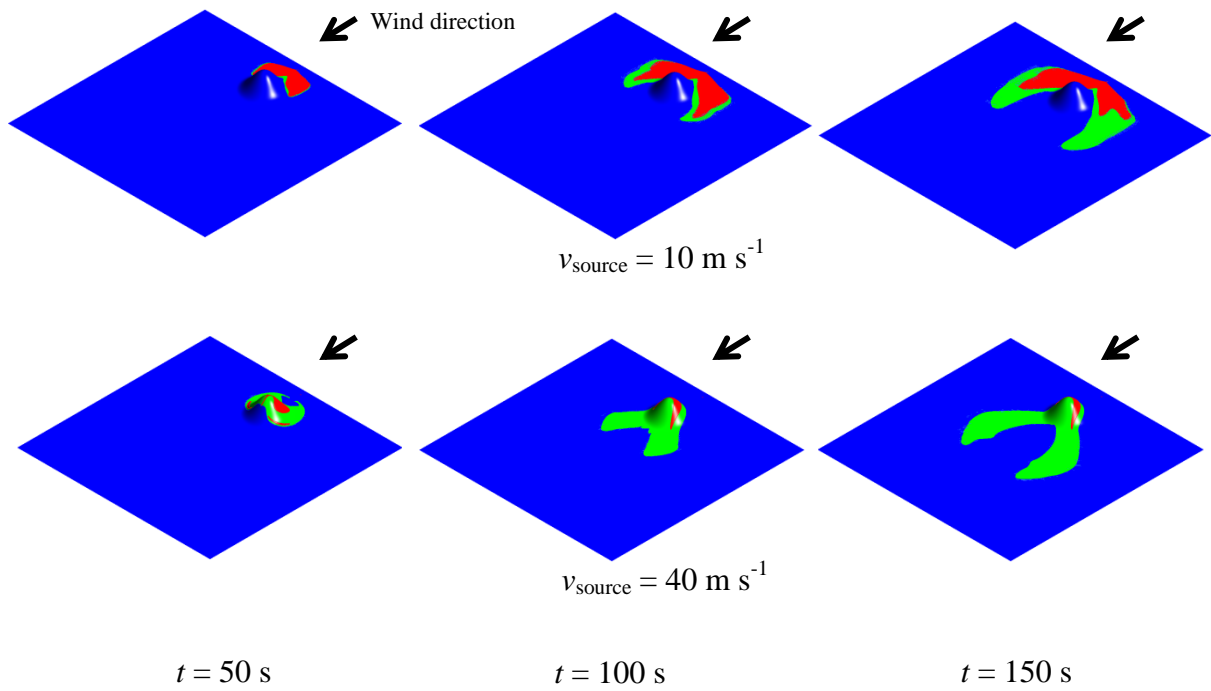 Wind direction
v_source = 10 m s⁻¹
v_source = 40 m s⁻¹
t = 50 s t = 100 s t = 150 s